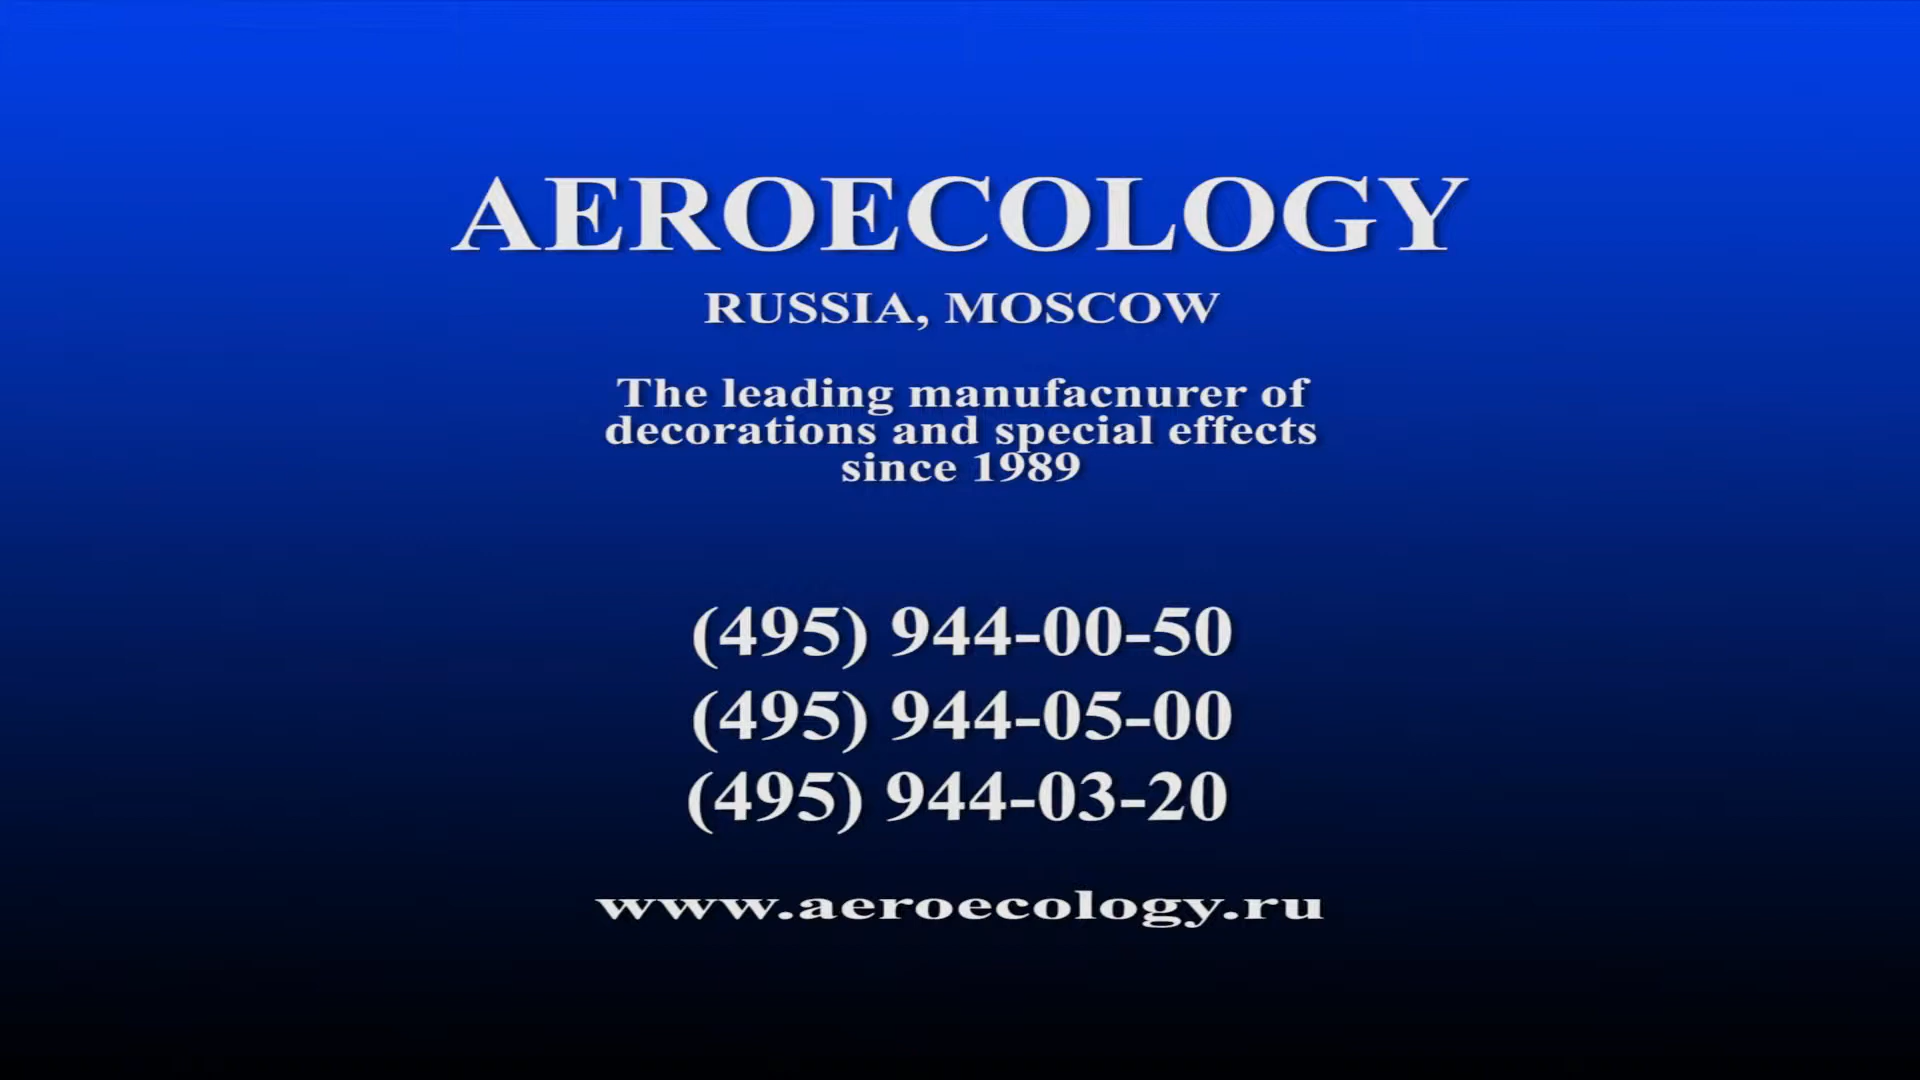 AEROECOLOGY
RUSSIA, MOSCOW
The leading manufacnurer of
decorations and special effects
since 1989
(495) 944-00-50
(495) 944-05-00
(495) 944-03-20
www.aeroecology.ru